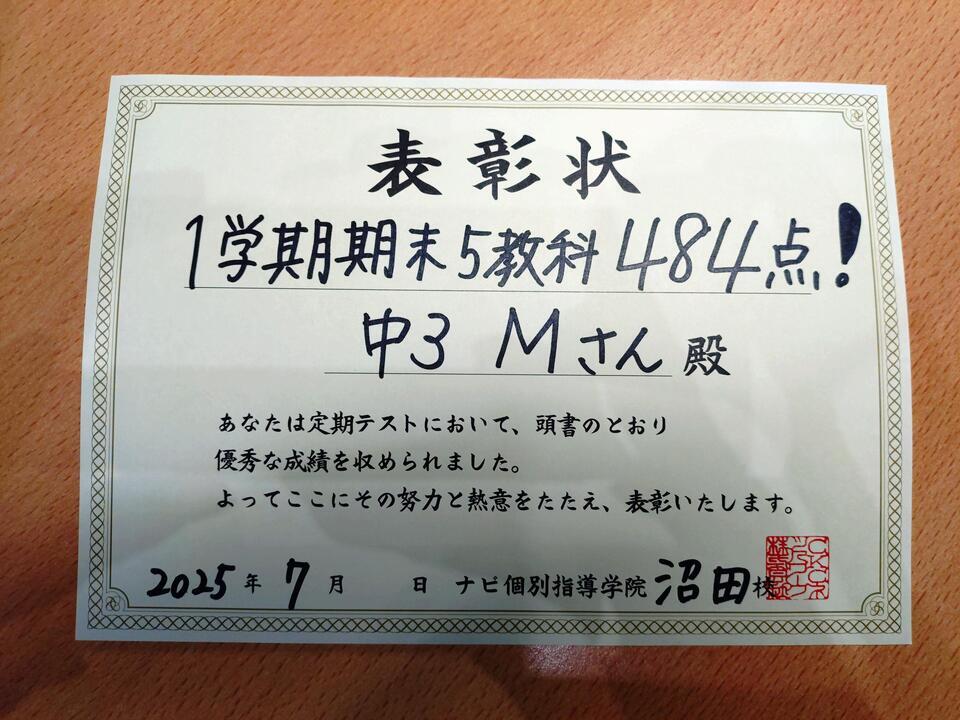 表彰状
1学期期末5教科484点!
中3 Mさん 殿
あなたは定期テストにおいて、頭書のとおり
優秀な成績を収められました。
よってここにその努力と熱意をたたえ、表彰いたします。
2025年 7月 日 ナビ個別指導学院 沼田校